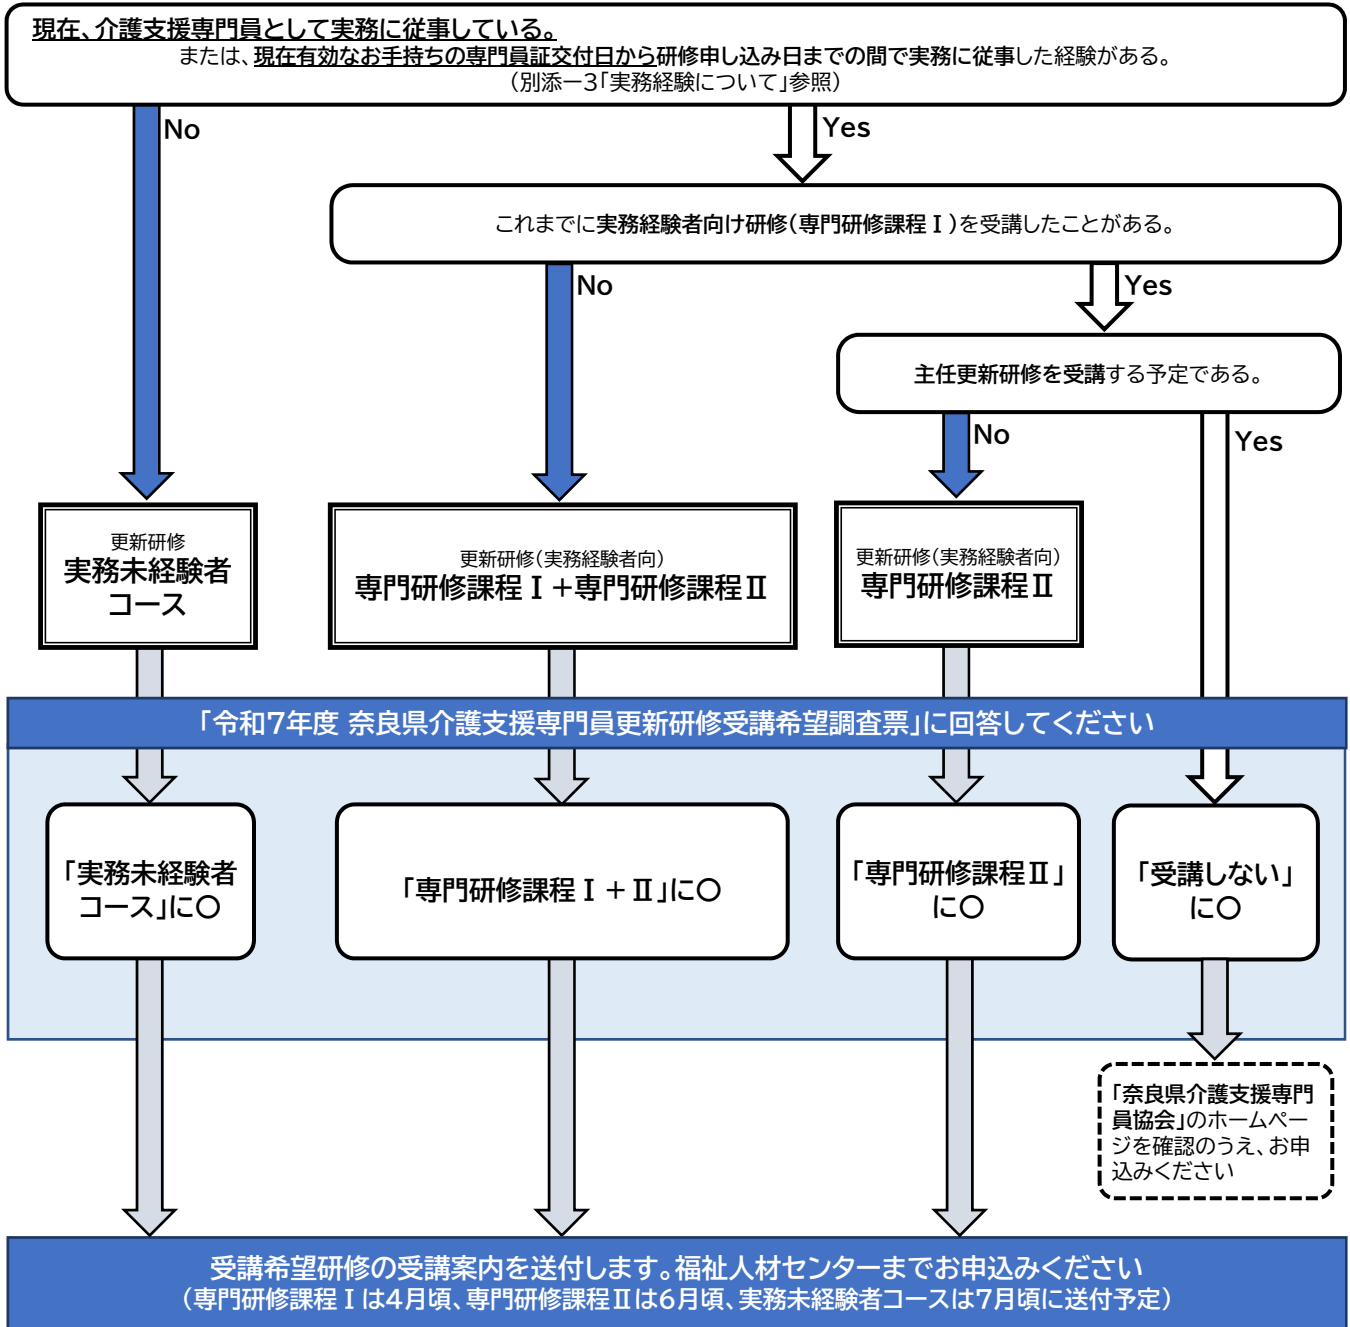 現在、介護支援専門員として実務に従事している。
または、現在有効なお手持ちの専門員証交付日から研修申し込み日までの間で実務に従事した経験がある。
（別添ー3「実務経験について」参照）
No
Yes
これまでに実務経験者向け研修（専門研修課程Ⅰ）を受講したことがある。
No
Yes
主任更新研修を受講する予定である。
No
Yes
更新研修
実務未経験者
コース
更新研修（実務経験者向）
専門研修課程Ⅰ＋専門研修課程Ⅱ
更新研修（実務経験者向）
専門研修課程Ⅱ
「令和7年度 奈良県介護支援専門員更新研修受講希望調査票」に回答してください
「実務未経験者
コース」に〇
「専門研修課程Ⅰ＋Ⅱ」に〇
「専門研修課程Ⅱ」
に〇
「受講しない」
に〇
「奈良県介護支援専門
員協会」のホームペー
ジを確認のうえ、お申
込みください
受講希望研修の受講案内を送付します。福祉人材センターまでお申込みください
（専門研修課程Ⅰは4月頃、専門研修課程Ⅱは6月頃、実務未経験者コースは7月頃に送付予定）